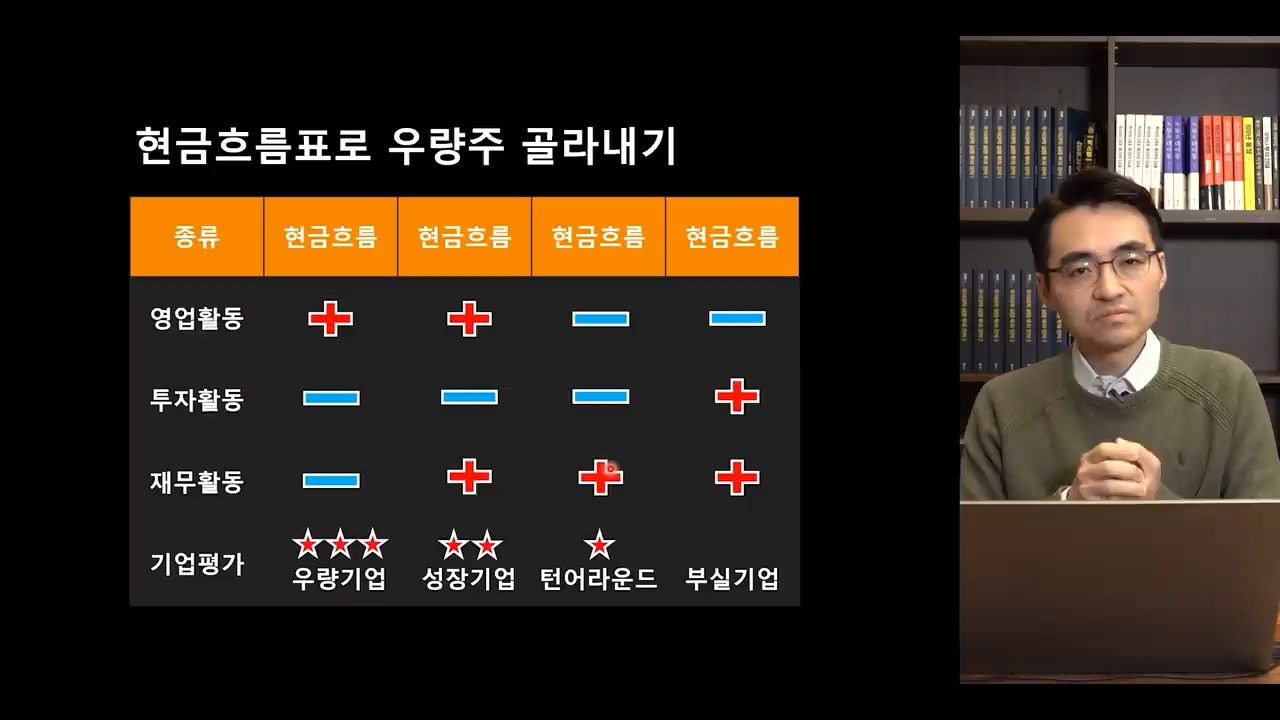 현금흐름표로 우량주 골라내기
종류 현금흐름 현금흐름 현금흐름 현금흐름
영업활동
투자활동
재무활동
기업평가
우량기업 성장기업 턴어라운드 부실기업